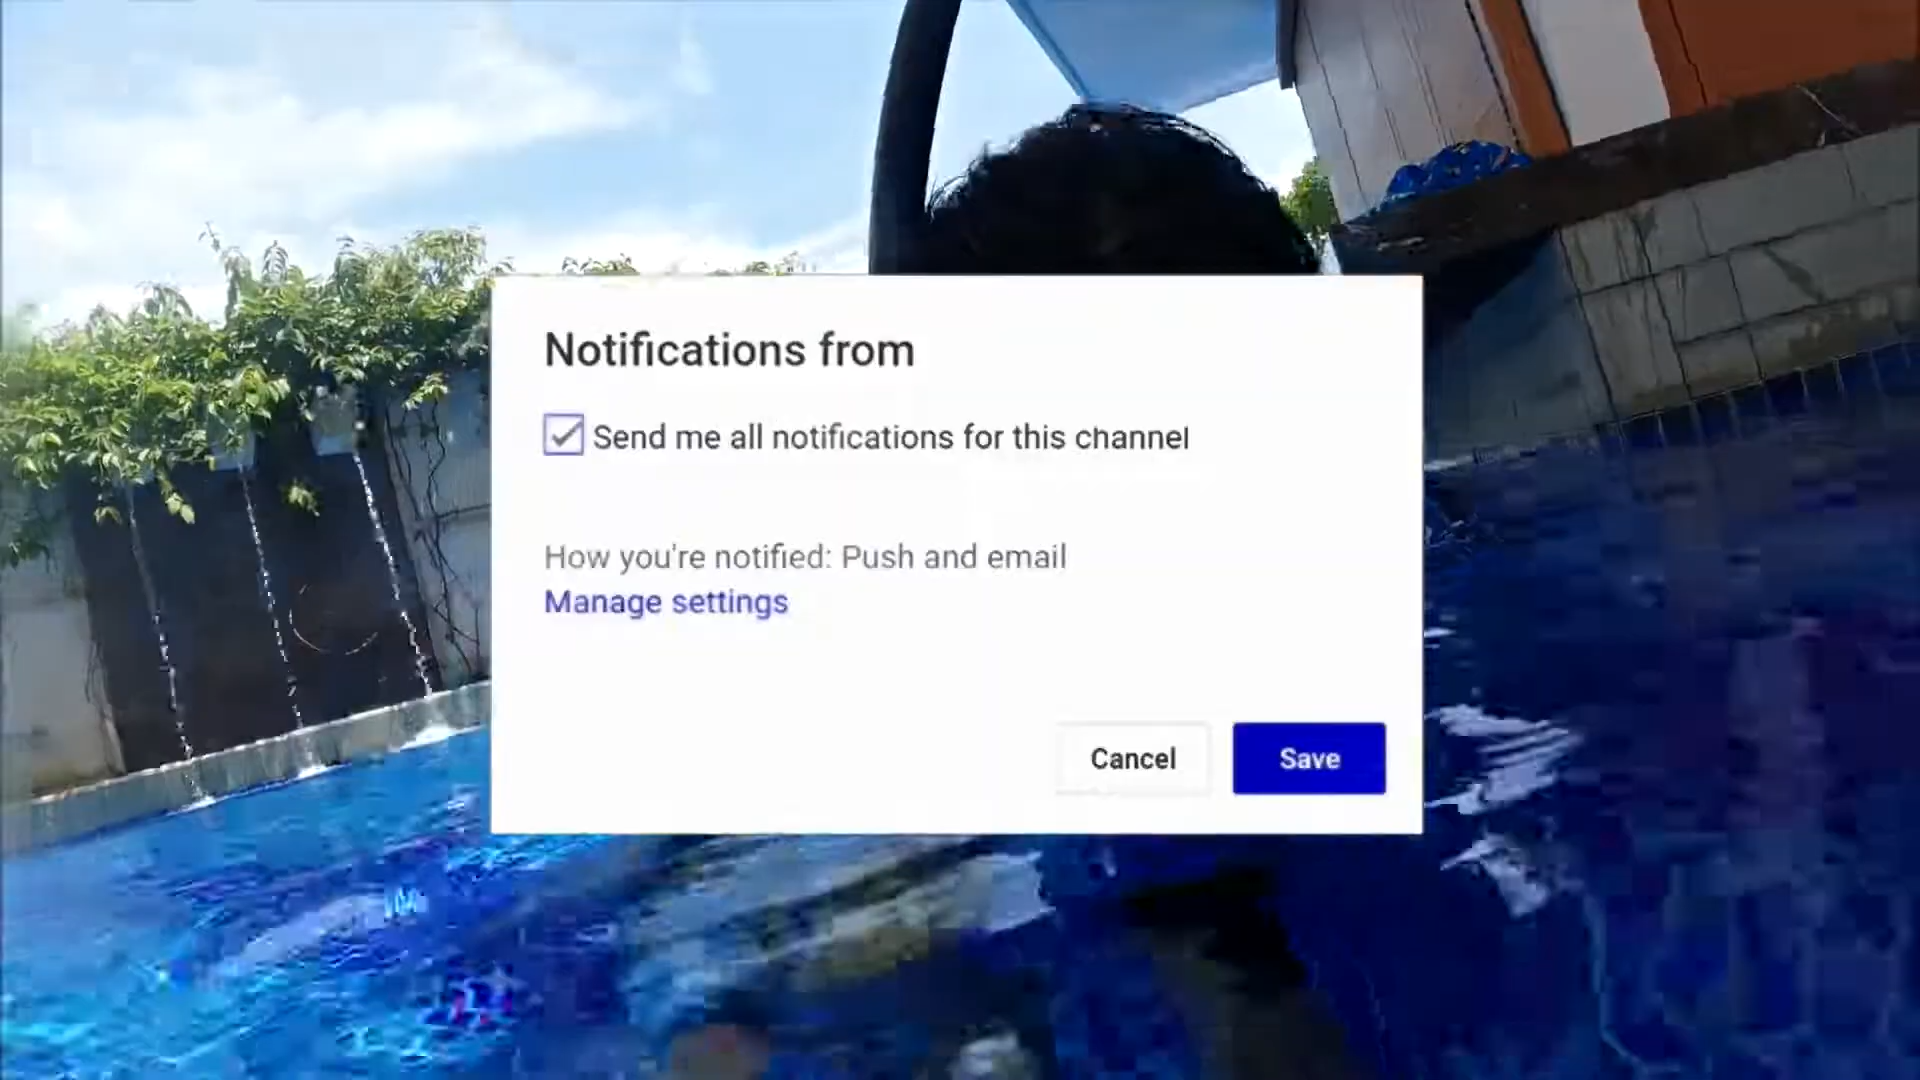 Notifications from
Send me all notifications for this channel
How you're notified: Push and email
Manage settings
Cancel
Save